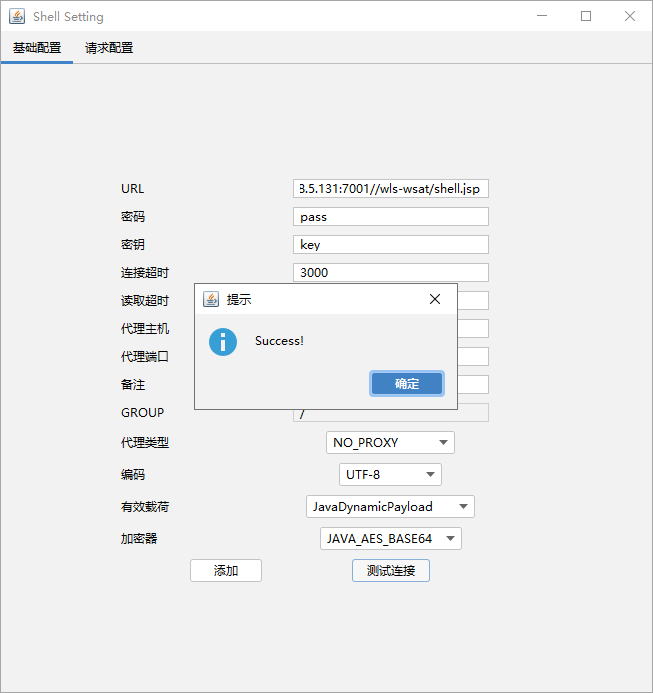 Shell Setting
基础配置 请求配置
URL 8.5.131:7001//wls-wsat/shell.jsp
密码 pass
密钥 key
连接超时 3000
读取超时
代理主机
代理端口
备注
GROUP /
提示
Success!
确定
代理类型 NO_PROXY
编码 UTF-8
有效载荷 JavaDynamicPayload
加密器 JAVA_AES_BASE64
添加 测试连接